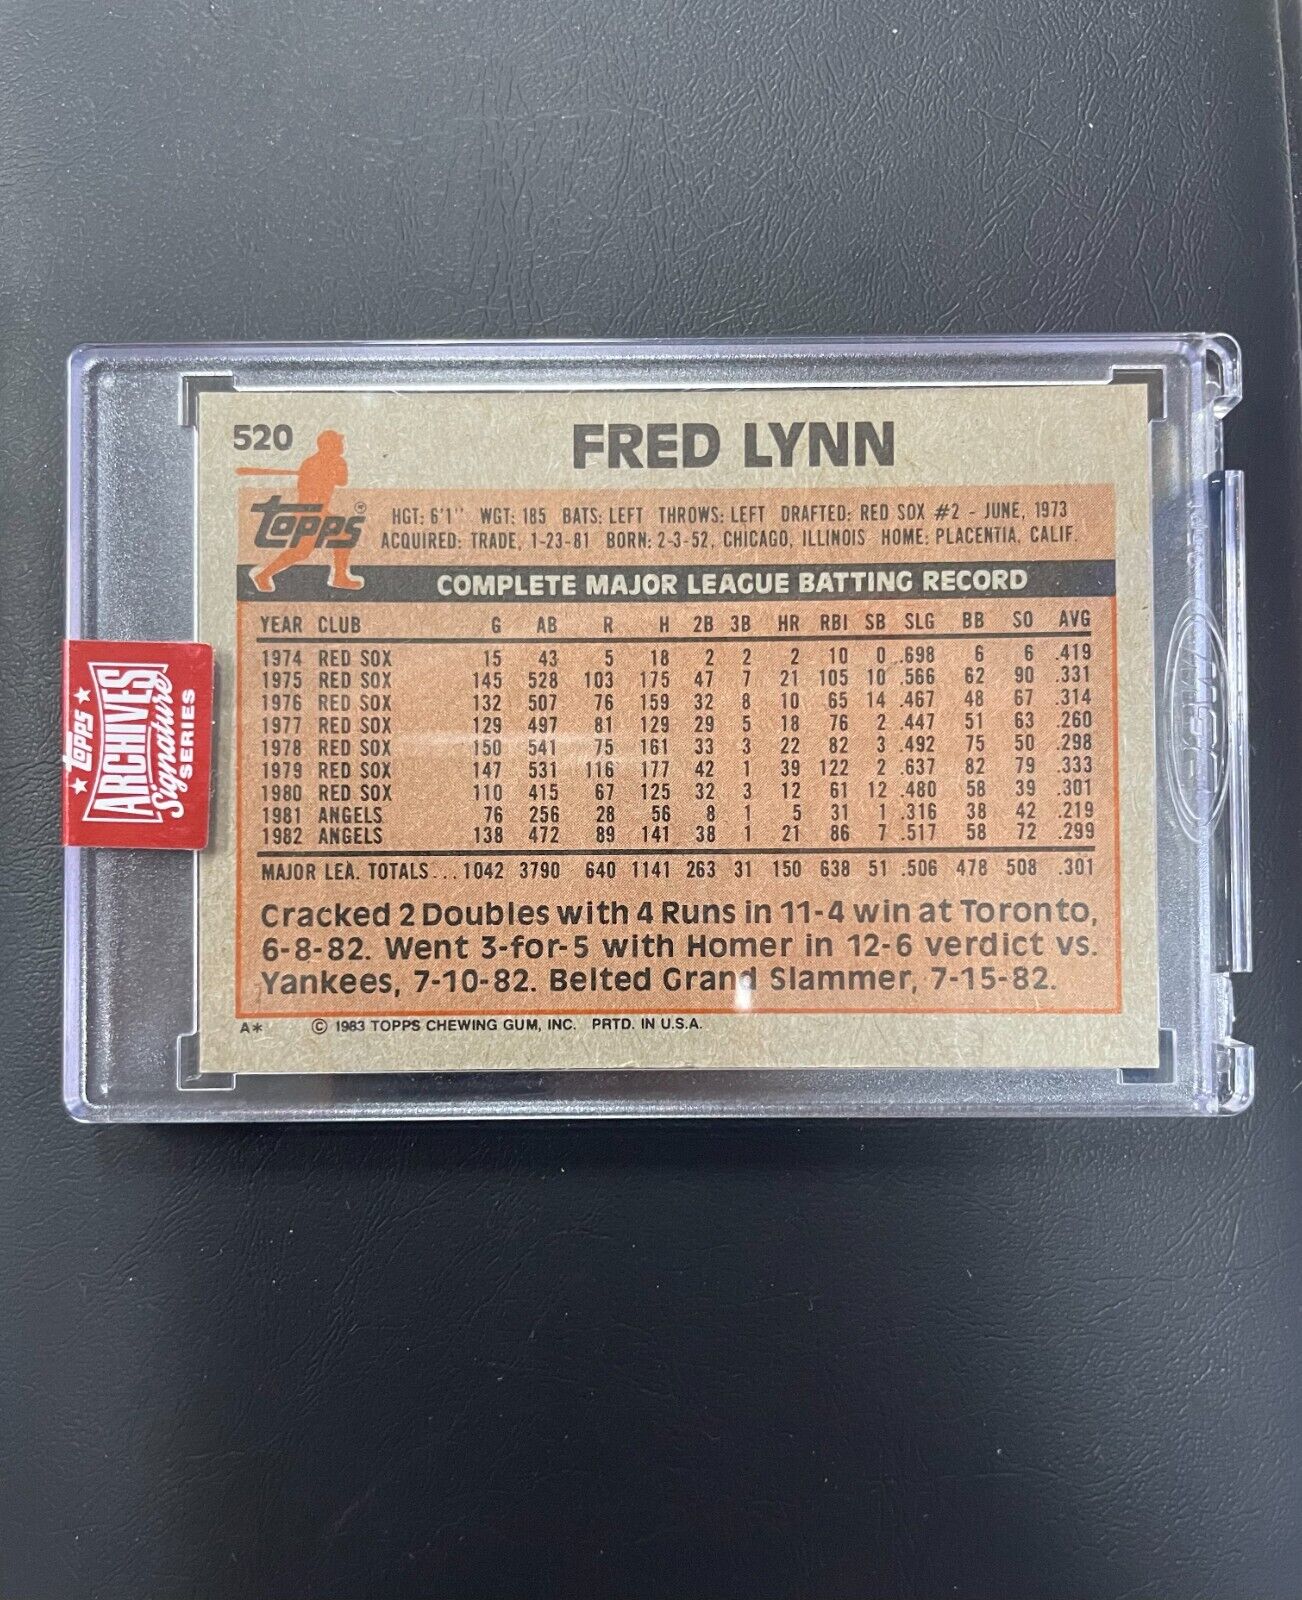 520
FRED LYNN
Topps®
HGT: 6'1" WGT: 185 BATS: LEFT THROWS: LEFT DRAFTED: RED SOX #2 - JUNE, 1973
ACQUIRED: TRADE, 1-23-81 BORN: 2-3-52, CHICAGO, ILLINOIS HOME: PLACENTIA, CALIF.
COMPLETE MAJOR LEAGUE BATTING RECORD
YEAR CLUB G AB R H 2B 3B HR RBI SB SLG BB SO AVG
1974 RED SOX 15 43 5 18 2 2 2 10 0 .698 6 6 .419
1975 RED SOX 145 528 103 175 47 7 21 105 10 .566 62 90 .331
1976 RED SOX 132 507 76 159 32 8 10 65 14 .467 48 67 .314
1977 RED SOX 129 497 81 129 29 5 18 76 2 .447 51 63 .260
1978 RED SOX 150 541 75 161 33 3 22 82 3 .492 75 50 .298
1979 RED SOX 147 531 116 177 42 1 39 122 2 .637 82 79 .333
1980 RED SOX 110 415 67 125 32 3 12 61 12 .480 58 39 .301
1981 ANGELS 76 256 28 56 8 1 5 31 1 .316 38 42 .219
1982 ANGELS 138 472 89 141 38 1 21 86 7 .517 58 72 .299
MAJOR LEA. TOTALS... 1042 3790 640 1141 263 31 150 638 51 .506 478 508 .301
Cracked 2 Doubles with 4 Runs in 11-4 win at Toronto,
6-8-82. Went 3-for-5 with Homer in 12-6 verdict vs.
Yankees, 7-10-82. Belted Grand Slammer, 7-15-82.
A* © 1983 TOPPS CHEWING GUM, INC. PRTD. IN U.S.A.
Topps
ARCHIVES
Signature
SERIES